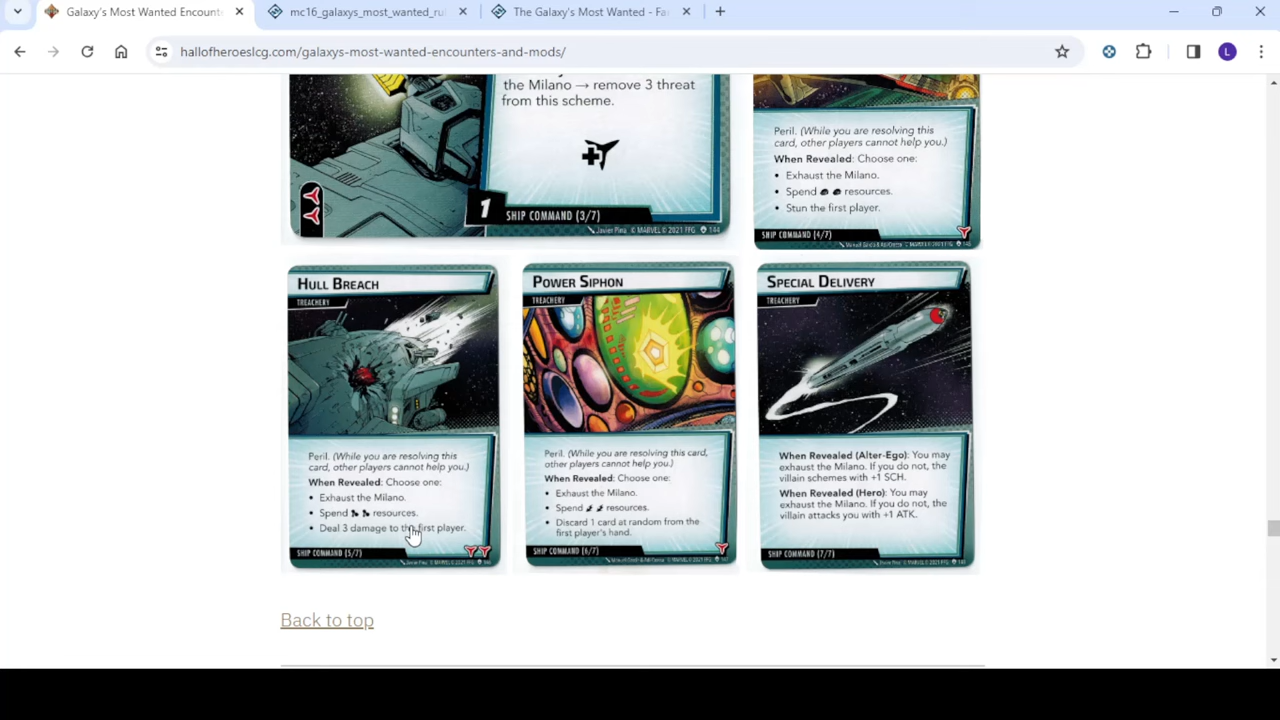 Galaxy's Most Wanted Encount
mc16_galaxys_most_wanted_ru
The Galaxy's Most Wanted - Fa
hallofheroeslcg.com/galaxys-most-wanted-encounters-and-mods/
L
the Milano → remove 3 threat
from this scheme.
1
SHIP COMMAND (3/7)
Javier Pina © MARVEL © 2021 FFG 144
Peril. (While you are resolving this
card, other players cannot help you.)
When Revealed: Choose one:
• Exhaust the Milano.
• Spend resources.
• Stun the first player.
SHIP COMMAND (4/7)
HULL BREACH
TREACHERY
Peril. (While you are resolving this
card, other players cannot help you.)
When Revealed: Choose one:
• Exhaust the Milano.
• Spend resources.
• Deal 3 damage to the first player.
SHIP COMMAND (5/7)
POWER SIPHON
TREACHERY
Peril. (While you are resolving this card,
other players cannot help you.)
When Revealed: Choose one:
• Exhaust the Milano.
• Spend resources.
• Discard 1 card at random from the
first player's hand.
SHIP COMMAND (6/7)
SPECIAL DELIVERY
TREACHERY
When Revealed (Alter-Ego): You may
exhaust the Milano. If you do not, the
villain schemes with +1 SCH.
When Revealed (Hero): You may
exhaust the Milano. If you do not, the
villain attacks you with +1 ATK.
SHIP COMMAND (7/7)
Back to top